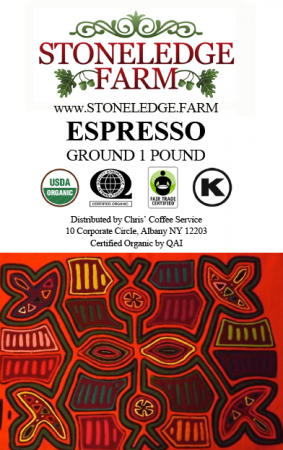 STONELEDGE
FARM
www.STONELEDGE.FARM
ESPRESSO
GROUND 1 POUND
USDA
ORGANIC
Q
CERTIFIED ORGANIC
FAIR TRADE
CERTIFIED
K
Distributed by Chris' Coffee Service
10 Corporate Circle, Albany NY 12203
Certified Organic by QAI